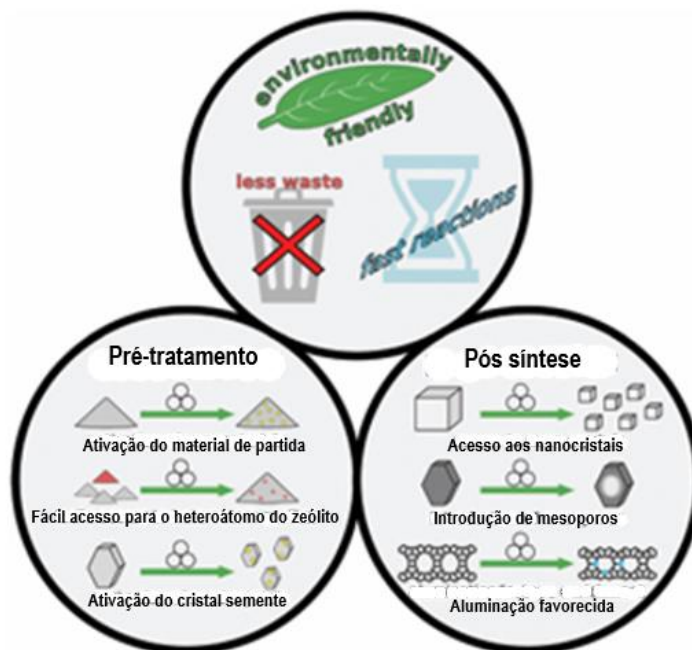 environmentally
friendly
less waste
fast reactions
Pré-tratamento
Ativação do material de partida
Fácil acesso para o heteroátomo do zeólito
Ativação do cristal semente
Pós síntese
Acesso aos nanocristais
Introdução de mesoporos
Aluminação favorecida